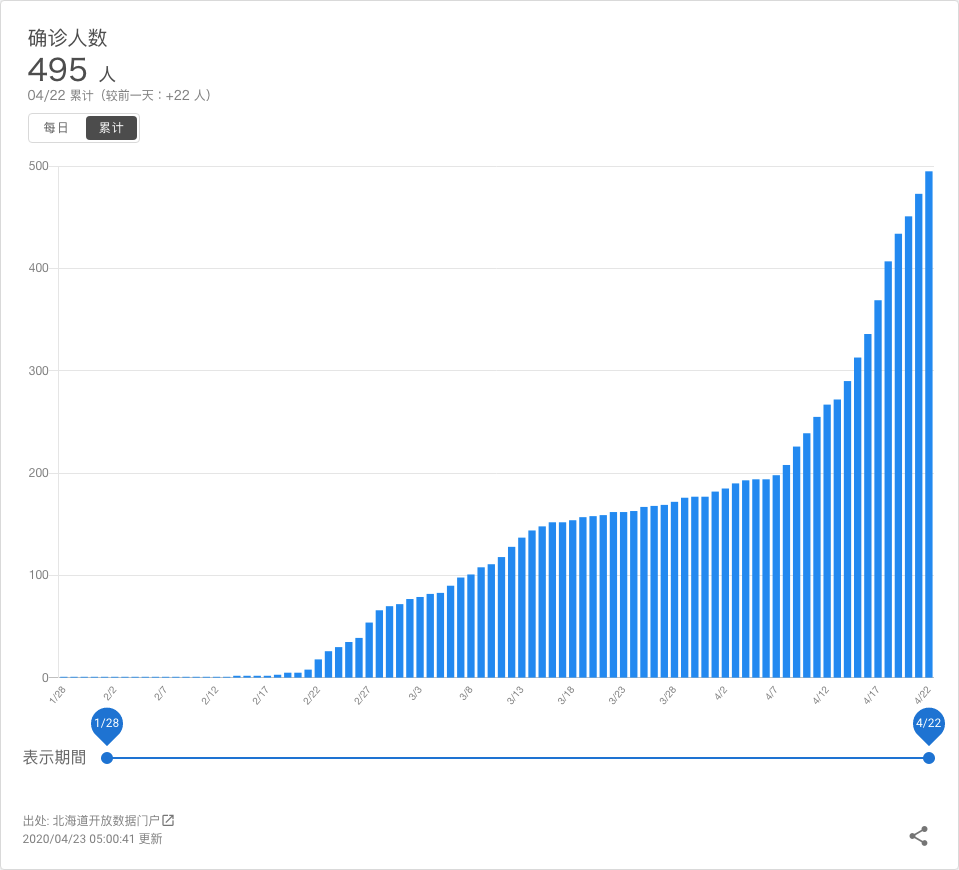 确诊人数
495 人
04/22 累计（较前一天：+22 人）
每日 累计
500
400
300
200
100
0
1/28 2/2 2/7 2/12 2/17 2/22 2/27 3/3 3/8 3/13 3/18 3/23 3/28 4/2 4/7 4/12 4/17 4/22
1/28 4/22
表示期間
出处: 北海道开放数据门户
2020/04/23 05:00:41 更新